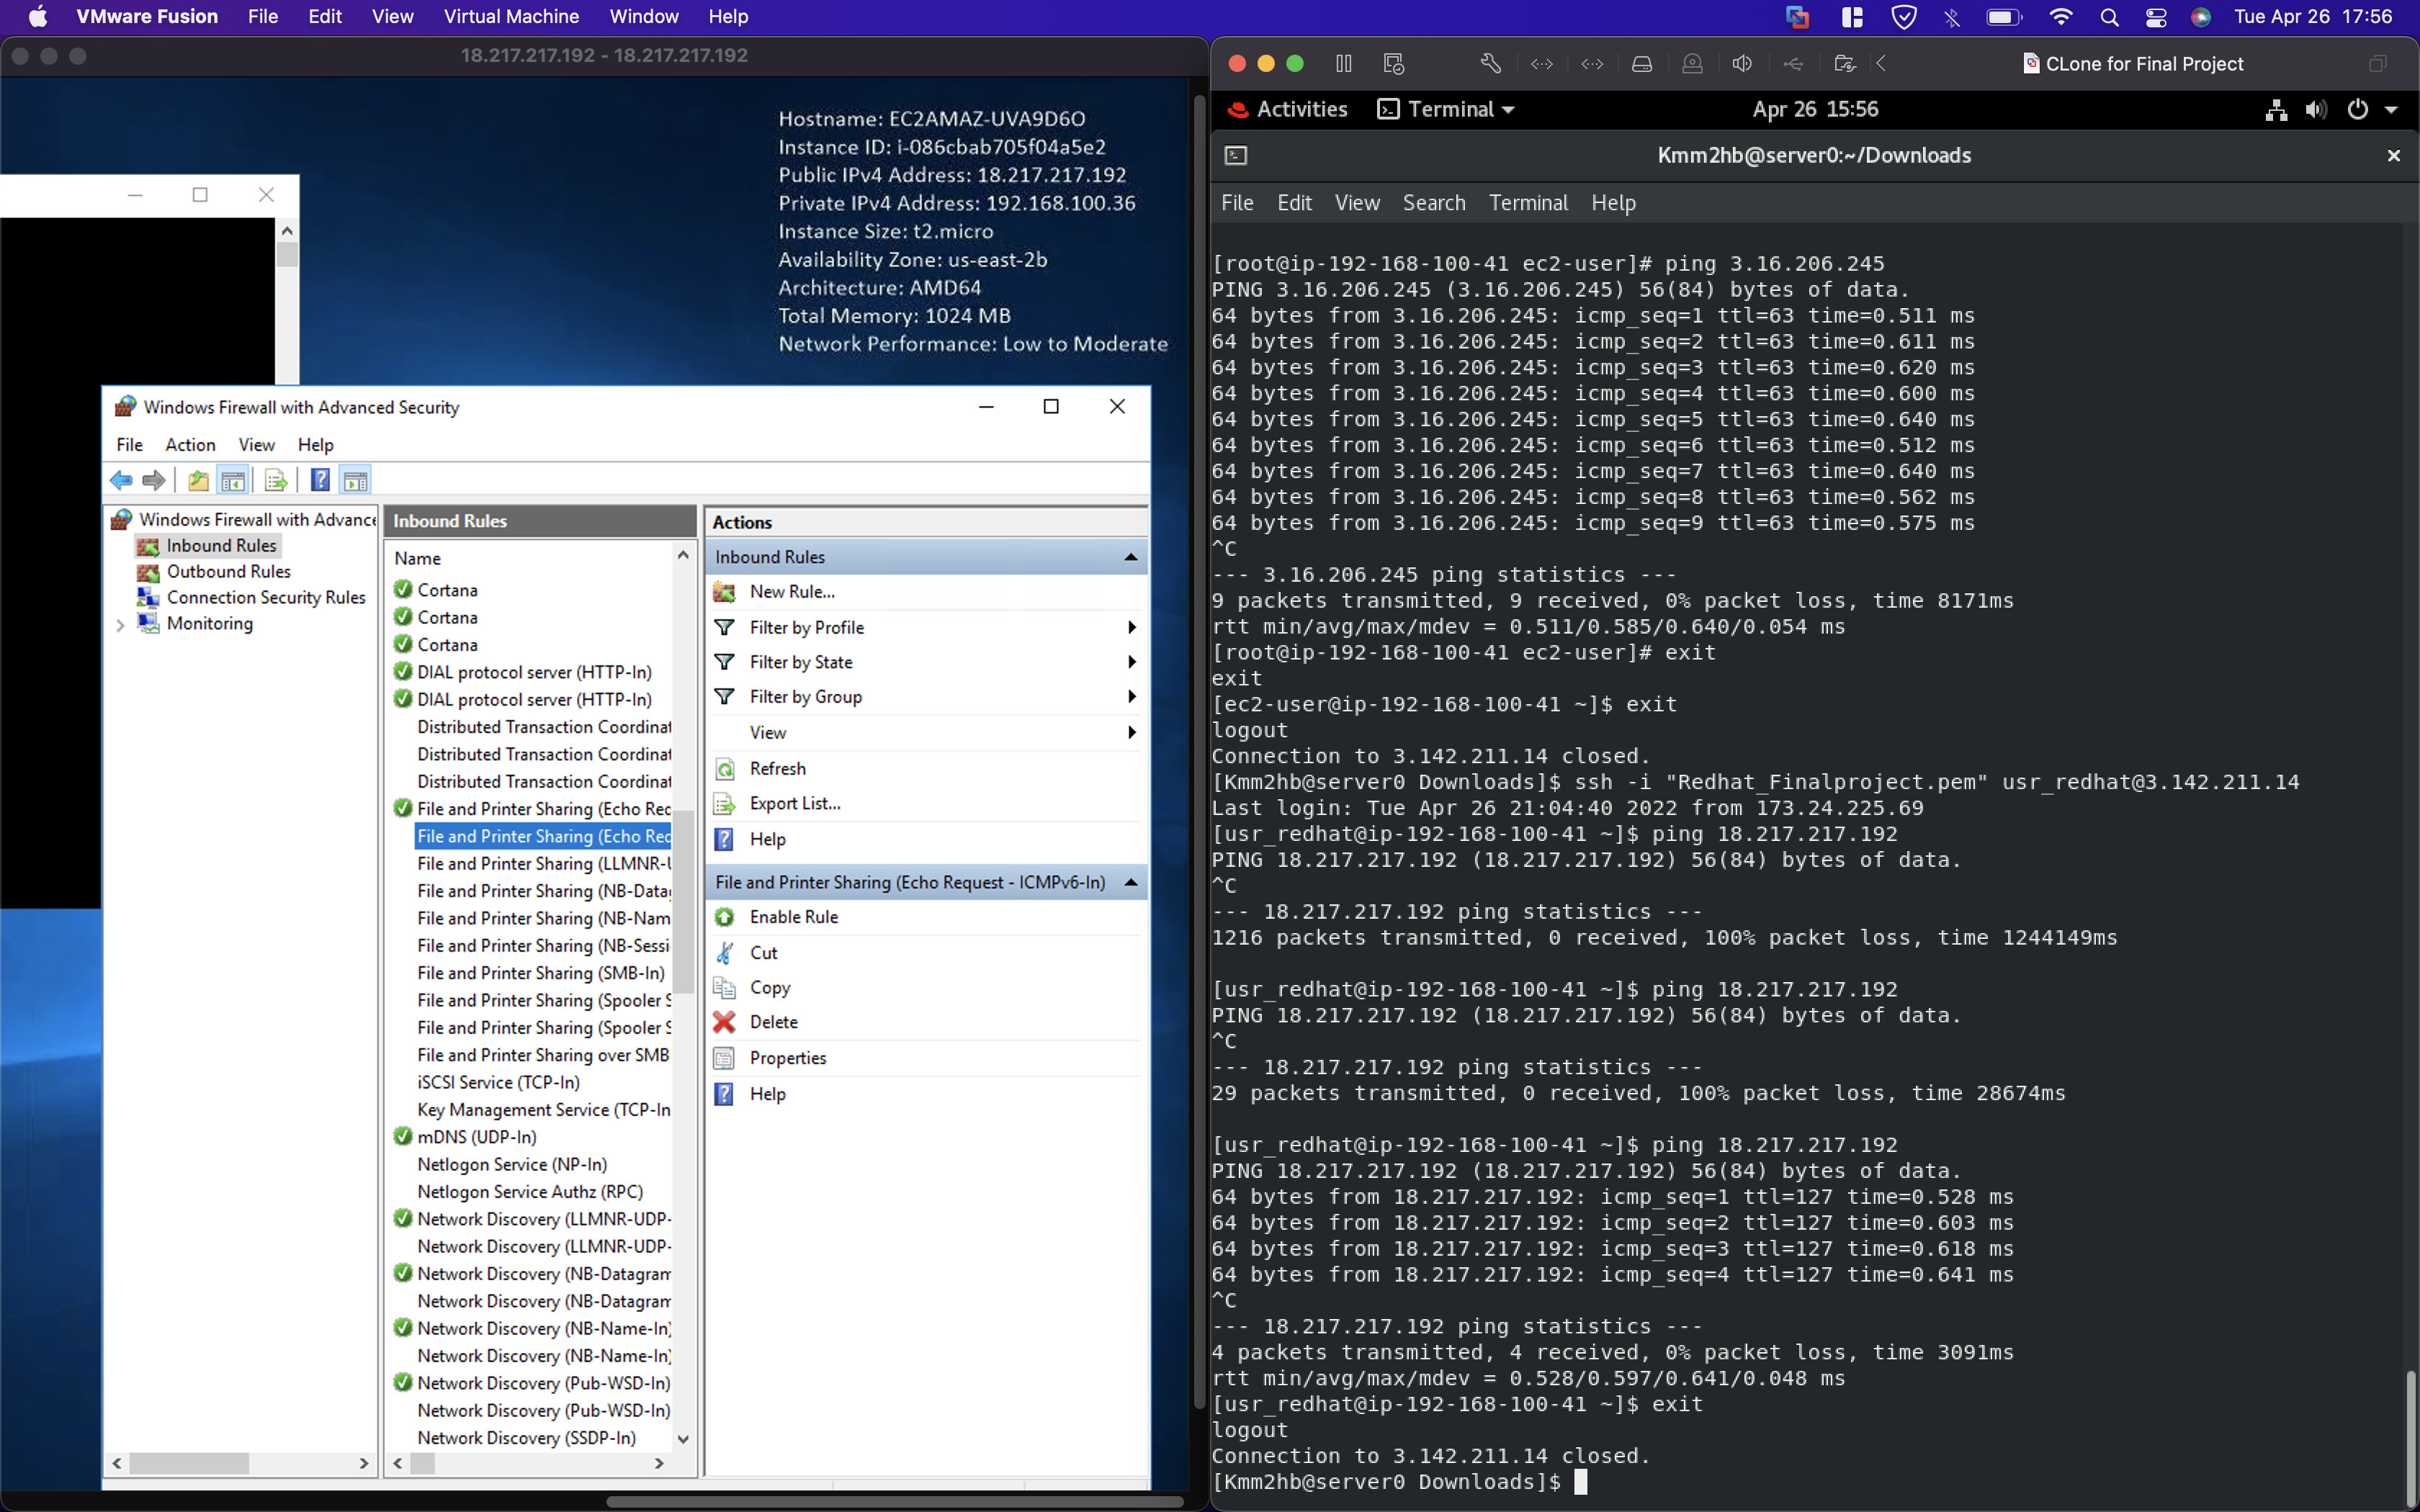 VMware Fusion File Edit View Virtual Machine Window Help
Tue Apr 26 17:56
18.217.217.192 - 18.217.217.192
Hostname: EC2AMAZ-UVA9D6O
Instance ID: i-086cbab705f04a5e2
Public IPv4 Address: 18.217.217.192
Private IPv4 Address: 192.168.100.36
Instance Size: t2.micro
Availability Zone: us-east-2b
Architecture: AMD64
Total Memory: 1024 MB
Network Performance: Low to Moderate
Windows Firewall with Advanced Security
File Action View Help
Windows Firewall with Advance
Inbound Rules
Outbound Rules
Connection Security Rules
Monitoring
Inbound Rules
Name
Cortana
Cortana
Cortana
DIAL protocol server (HTTP-In)
DIAL protocol server (HTTP-In)
Distributed Transaction Coordinat
Distributed Transaction Coordinat
Distributed Transaction Coordinat
File and Printer Sharing (Echo Rec
File and Printer Sharing (Echo Rec
File and Printer Sharing (LLMNR-U
File and Printer Sharing (NB-Datag
File and Printer Sharing (NB-Nam
File and Printer Sharing (NB-Sessi
File and Printer Sharing (SMB-In)
File and Printer Sharing (Spooler S
File and Printer Sharing (Spooler S
File and Printer Sharing over SMB
iSCSI Service (TCP-In)
Key Management Service (TCP-In
mDNS (UDP-In)
Netlogon Service (NP-In)
Netlogon Service Authz (RPC)
Network Discovery (LLMNR-UDP-
Network Discovery (LLMNR-UDP-
Network Discovery (NB-Datagram
Network Discovery (NB-Datagram
Network Discovery (NB-Name-In)
Network Discovery (NB-Name-In)
Network Discovery (Pub-WSD-In)
Network Discovery (Pub-WSD-In)
Network Discovery (SSDP-In)
Actions
Inbound Rules
New Rule...
Filter by Profile
Filter by State
Filter by Group
View
Refresh
Export List...
Help
File and Printer Sharing (Echo Request - ICMPv6-In)
Enable Rule
Cut
Copy
Delete
Properties
Help
CLone for Final Project
Activities Terminal Apr 26 15:56
Kmm2hb@server0:~/Downloads
File Edit View Search Terminal Help
[root@ip-192-168-100-41 ec2-user]# ping 3.16.206.245
PING 3.16.206.245 (3.16.206.245) 56(84) bytes of data.
64 bytes from 3.16.206.245: icmp_seq=1 ttl=63 time=0.511 ms
64 bytes from 3.16.206.245: icmp_seq=2 ttl=63 time=0.611 ms
64 bytes from 3.16.206.245: icmp_seq=3 ttl=63 time=0.620 ms
64 bytes from 3.16.206.245: icmp_seq=4 ttl=63 time=0.600 ms
64 bytes from 3.16.206.245: icmp_seq=5 ttl=63 time=0.640 ms
64 bytes from 3.16.206.245: icmp_seq=6 ttl=63 time=0.512 ms
64 bytes from 3.16.206.245: icmp_seq=7 ttl=63 time=0.640 ms
64 bytes from 3.16.206.245: icmp_seq=8 ttl=63 time=0.562 ms
64 bytes from 3.16.206.245: icmp_seq=9 ttl=63 time=0.575 ms
^C
--- 3.16.206.245 ping statistics ---
9 packets transmitted, 9 received, 0% packet loss, time 8171ms
rtt min/avg/max/mdev = 0.511/0.585/0.640/0.054 ms
[root@ip-192-168-100-41 ec2-user]# exit
exit
[ec2-user@ip-192-168-100-41 ~]$ exit
logout
Connection to 3.142.211.14 closed.
[Kmm2hb@server0 Downloads]$ ssh -i "Redhat_Finalproject.pem" usr_redhat@3.142.211.14
Last login: Tue Apr 26 21:04:40 2022 from 173.24.225.69
[usr_redhat@ip-192-168-100-41 ~]$ ping 18.217.217.192
PING 18.217.217.192 (18.217.217.192) 56(84) bytes of data.
^C
--- 18.217.217.192 ping statistics ---
1216 packets transmitted, 0 received, 100% packet loss, time 1244149ms
[usr_redhat@ip-192-168-100-41 ~]$ ping 18.217.217.192
PING 18.217.217.192 (18.217.217.192) 56(84) bytes of data.
^C
--- 18.217.217.192 ping statistics ---
29 packets transmitted, 0 received, 100% packet loss, time 28674ms
[usr_redhat@ip-192-168-100-41 ~]$ ping 18.217.217.192
PING 18.217.217.192 (18.217.217.192) 56(84) bytes of data.
64 bytes from 18.217.217.192: icmp_seq=1 ttl=127 time=0.528 ms
64 bytes from 18.217.217.192: icmp_seq=2 ttl=127 time=0.603 ms
64 bytes from 18.217.217.192: icmp_seq=3 ttl=127 time=0.618 ms
64 bytes from 18.217.217.192: icmp_seq=4 ttl=127 time=0.641 ms
^C
--- 18.217.217.192 ping statistics ---
4 packets transmitted, 4 received, 0% packet loss, time 3091ms
rtt min/avg/max/mdev = 0.528/0.597/0.641/0.048 ms
[usr_redhat@ip-192-168-100-41 ~]$ exit
logout
Connection to 3.142.211.14 closed.
[Kmm2hb@server0 Downloads]$